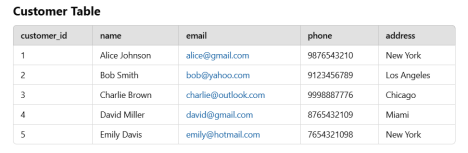 Customer Table
customer_id name email phone address
1 Alice Johnson alice@gmail.com 9876543210 New York
2 Bob Smith bob@yahoo.com 9123456789 Los Angeles
3 Charlie Brown charlie@outlook.com 9998887776 Chicago
4 David Miller david@gmail.com 8765432109 Miami
5 Emily Davis emily@hotmail.com 7654321098 New York